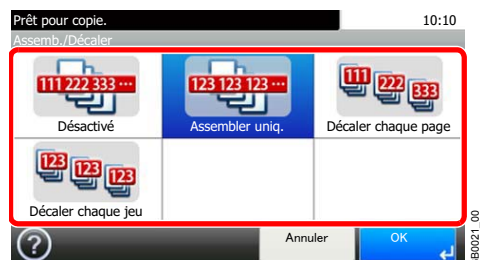 Prêt pour copie.
10:10
Assemb./Décaler
111 222 333 ...
123 123 123 ...
111 222 333
Désactivé
Assembler uniq.
Décaler chaque page
123 123 123
Décaler chaque jeu
?
Annuler
OK
B0021_00